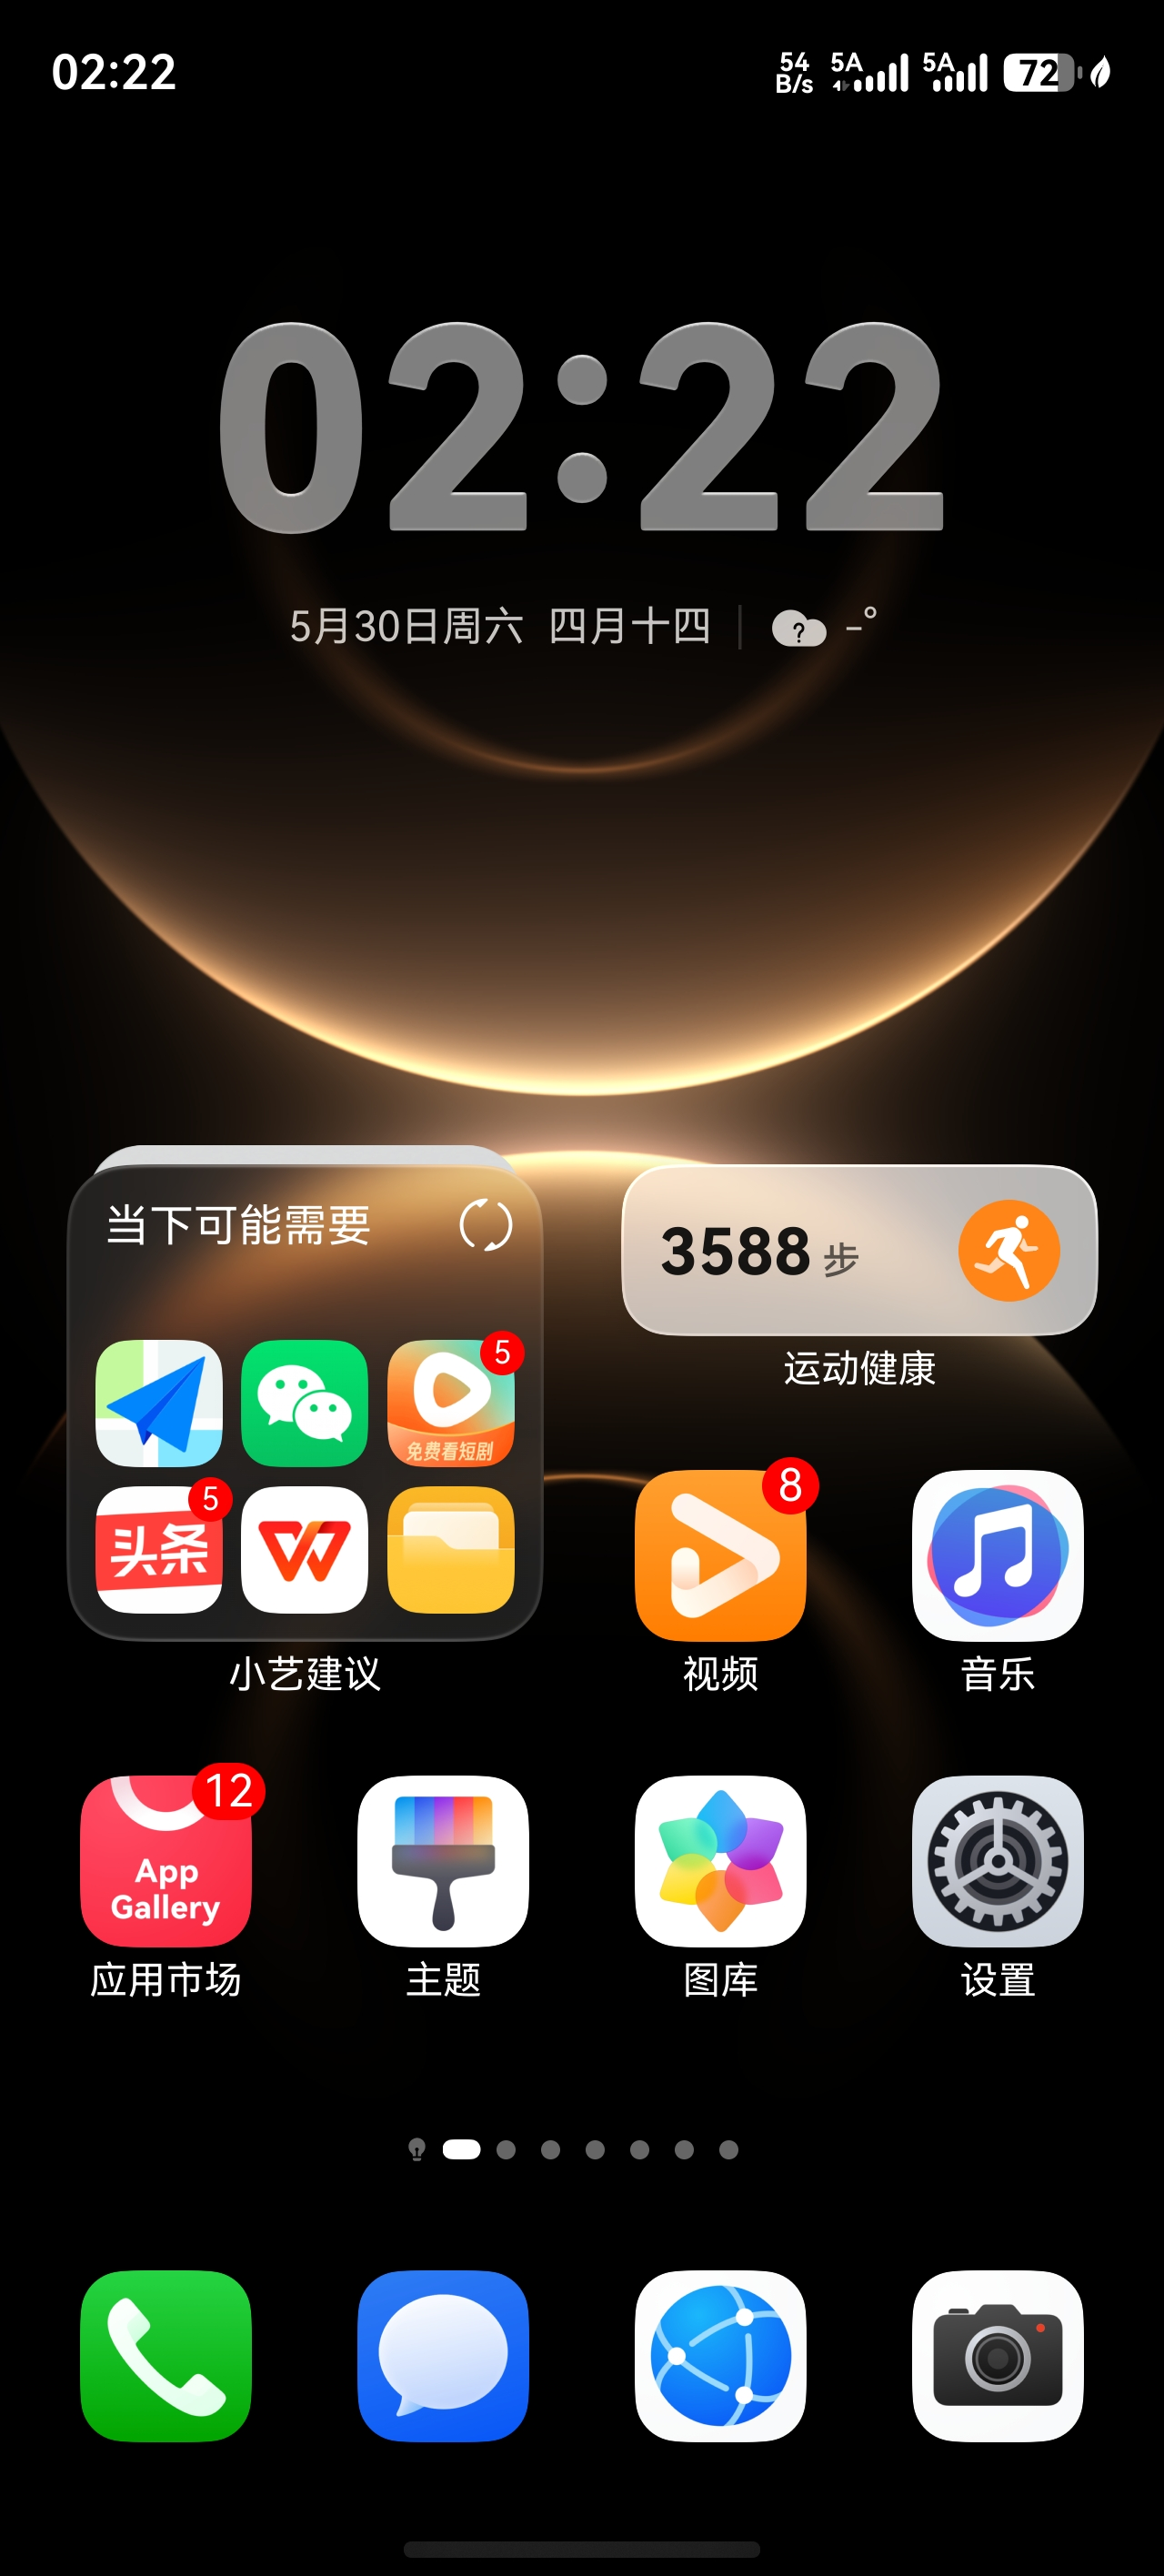 02:22
54 B/s 5A 5A 72
02:22
5月30日周六 四月十四 -°
当下可能需要
3588 步
运动健康
5
免费看短剧
5
头条
8
小艺建议
视频
音乐
12
App
Gallery
应用市场
主题
图库
设置